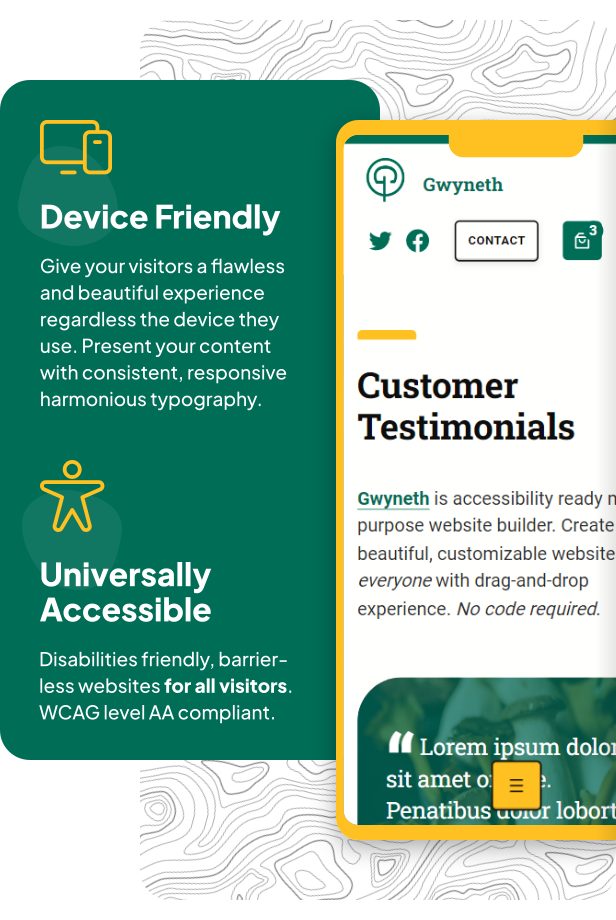 Device Friendly
Give your visitors a flawless
and beautiful experience
regardless the device they
use. Present your content
with consistent, responsive
harmonious typography.
Universally
Accessible
Disabilities friendly, barrier-
less websites for all visitors.
WCAG level AA compliant.
Gwyneth
CONTACT
3
Customer
Testimonials
Gwyneth is accessibility ready
purpose website builder. Create
beautiful, customizable website
everyone with drag-and-drop
experience. No code required.
“ Lorem ipsum dolor
sit amet
Penatibus dolor lobort